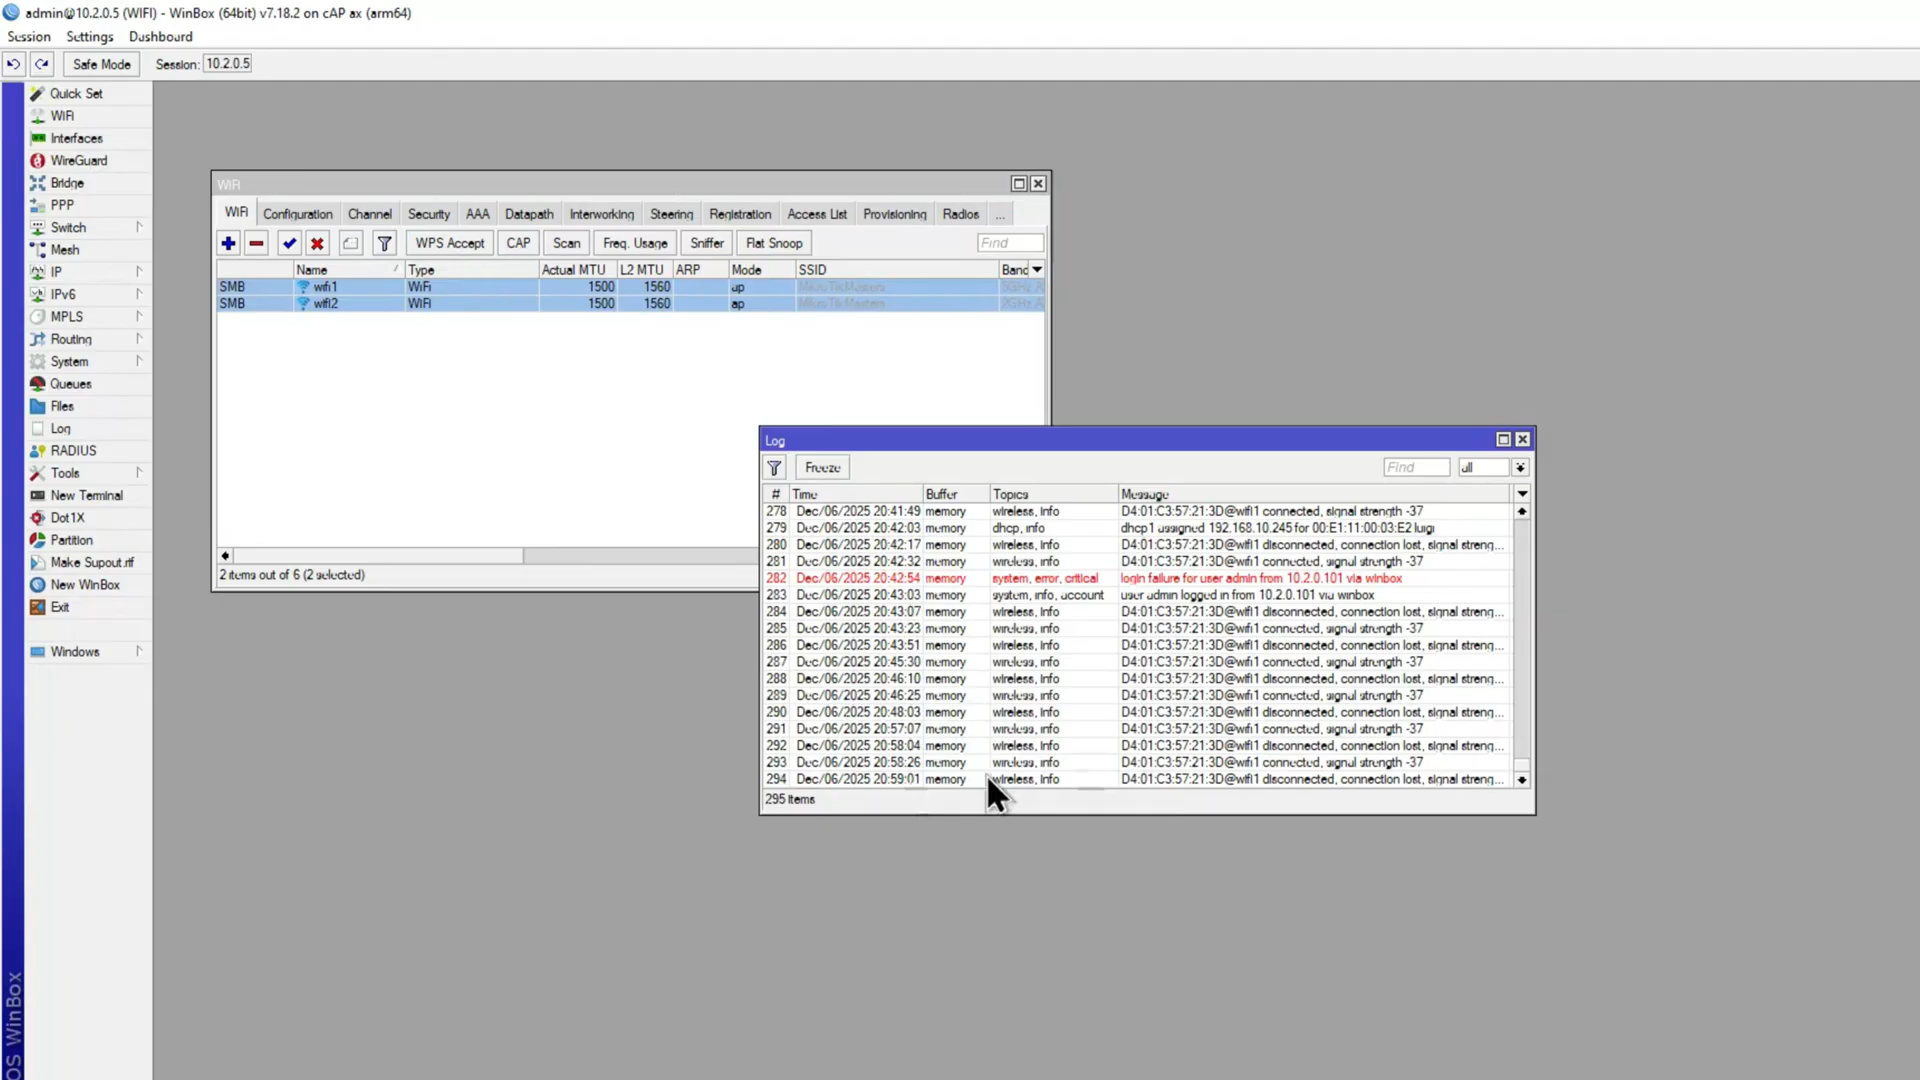 admin@10.2.0.5 (WIFI) - WinBox (64bit) v7.18.2 on cAP ax (arm64)
Session Settings Dashboard
Safe Mode Session: 10.2.0.5
Quick Set
WiFi
Interfaces
WireGuard
Bridge
PPP
Switch
Mesh
IP
IPv6
MPLS
Routing
System
Queues
Files
Log
RADIUS
Tools
New Terminal
Dot1X
Partition
Make Supout.rif
New WinBox
Exit
Windows
OS WinBox
WiFi
WiFi Configuration Channel Security AAA Datapath Interworking Steering Registration Access List Provisioning Radios ...
WPS Accept CAP Scan Freq. Usage Sniffer Flat Snoop Find
Name Type Actual MTU L2 MTU ARP Mode SSID Band
SMB wifi1 WiFi 1500 1560 ap MikroTikMasters
SMB wifi2 WiFi 1500 1560 ap MikroTikMasters
2 items out of 6 (2 selected)
Log
Freeze Find all
# Time Buffer Topics Message
278 Dec/06/2025 20:41:49 memory wireless, info D4:01:C3:57:21:3D@wifi1 connected, signal strength -37
279 Dec/06/2025 20:42:03 memory dhcp, info dhcp1 assigned 192.168.10.245 for 00:E1:11:00:03:E2 luigi
280 Dec/06/2025 20:42:17 memory wireless, info D4:01:C3:57:21:3D@wifi1 disconnected, connection lost, signal streng...
281 Dec/06/2025 20:42:32 memory wireless, info D4:01:C3:57:21:3D@wifi1 connected, signal strength -37
282 Dec/06/2025 20:42:54 memory system, error, critical login failure for user admin from 10.2.0.101 via winbox
283 Dec/06/2025 20:43:03 memory system, info, account user admin logged in from 10.2.0.101 via winbox
284 Dec/06/2025 20:43:07 memory wireless, info D4:01:C3:57:21:3D@wifi1 disconnected, connection lost, signal streng...
285 Dec/06/2025 20:43:23 memory wireless, info D4:01:C3:57:21:3D@wifi1 connected, signal strength -37
286 Dec/06/2025 20:43:51 memory wireless, info D4:01:C3:57:21:3D@wifi1 disconnected, connection lost, signal streng...
287 Dec/06/2025 20:45:30 memory wireless, info D4:01:C3:57:21:3D@wifi1 connected, signal strength -37
288 Dec/06/2025 20:46:10 memory wireless, info D4:01:C3:57:21:3D@wifi1 disconnected, connection lost, signal streng...
289 Dec/06/2025 20:46:25 memory wireless, info D4:01:C3:57:21:3D@wifi1 connected, signal strength -37
290 Dec/06/2025 20:48:03 memory wireless, info D4:01:C3:57:21:3D@wifi1 disconnected, connection lost, signal streng...
291 Dec/06/2025 20:57:07 memory wireless, info D4:01:C3:57:21:3D@wifi1 connected, signal strength -37
292 Dec/06/2025 20:58:04 memory wireless, info D4:01:C3:57:21:3D@wifi1 disconnected, connection lost, signal streng...
293 Dec/06/2025 20:58:26 memory wireless, info D4:01:C3:57:21:3D@wifi1 connected, signal strength -37
294 Dec/06/2025 20:59:01 memory wireless, info D4:01:C3:57:21:3D@wifi1 disconnected, connection lost, signal streng...
295 items